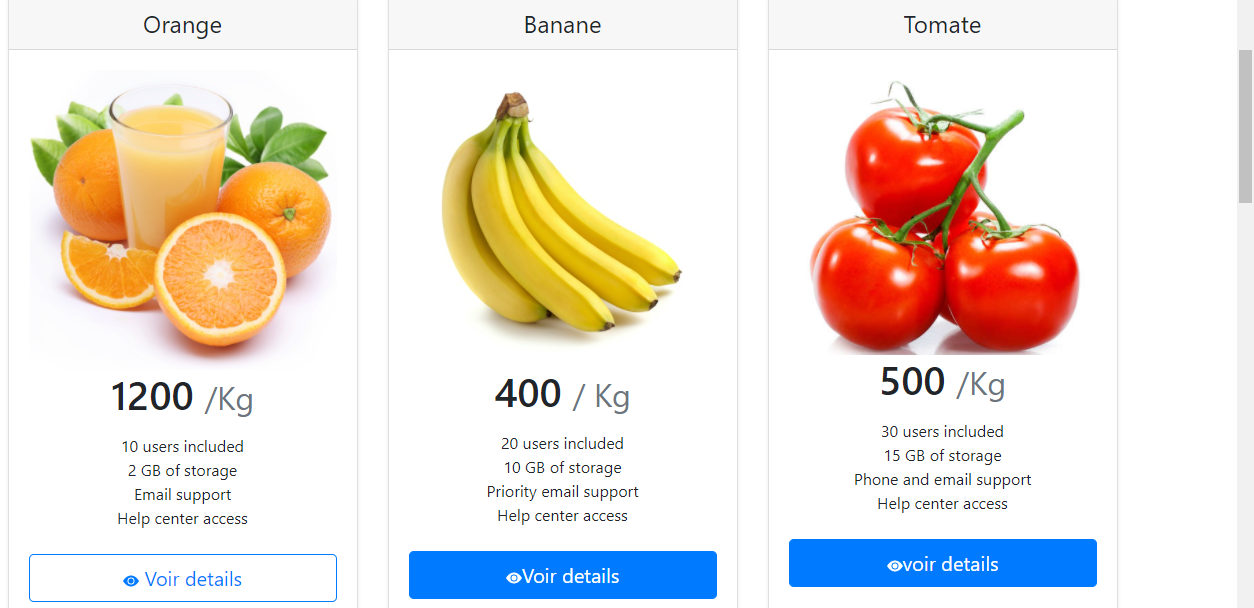 Orange
1200 /Kg
10 users included
2 GB of storage
Email support
Help center access
Voir details
Banane
400 / Kg
20 users included
10 GB of storage
Priority email support
Help center access
Voir details
Tomate
500 /Kg
30 users included
15 GB of storage
Phone and email support
Help center access
voir details